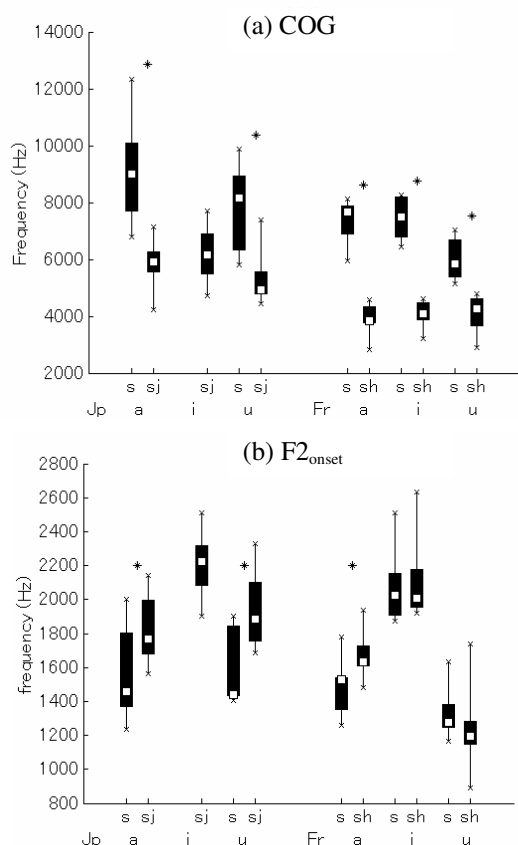 (a) COG
14000
12000
10000
8000
6000
4000
2000
Frequency (Hz)
s sj sj s sj s sh s sh s sh
Jp a i u Fr a i u
(b) F2onset
2800
2600
2400
2200
2000
1800
1600
1400
1200
1000
800
frequency (Hz)
s sj sj s sj s sh s sh s sh
Jp a i u Fr a i u